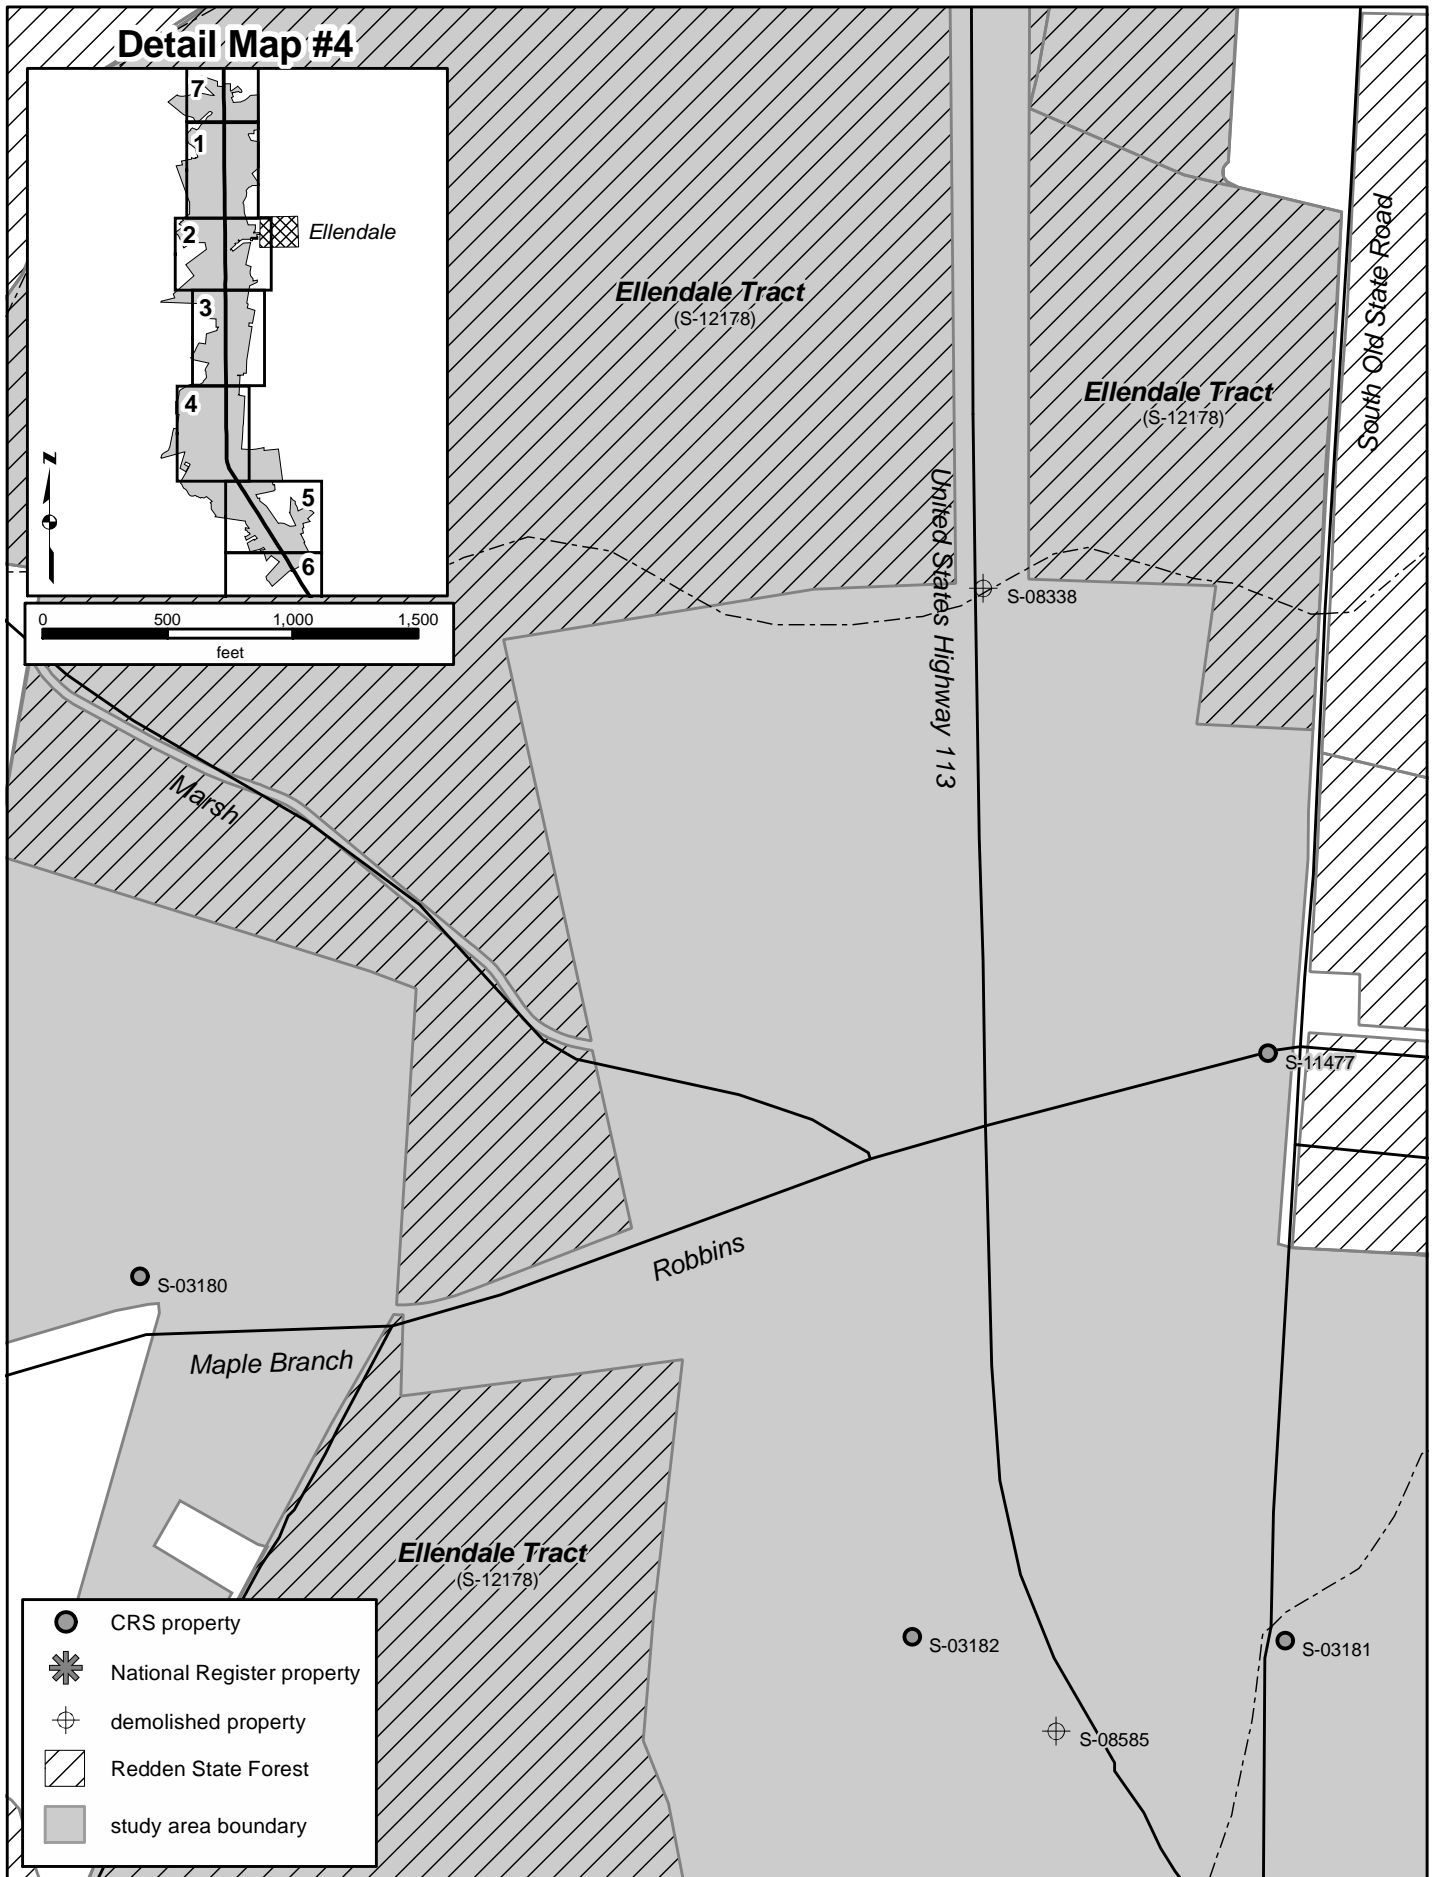 Detail Map #4
7
1
2
Ellendale
3
4
5
6
N
0
500
1,000
1,500
feet
Ellendale Tract
(S-12178)
Ellendale Tract
(S-12178)
South Old State Road
United States Highway 113
S-08338
Marsh
S-11477
Robbins
S-03180
Maple Branch
Ellendale Tract
(S-12178)
S-03182
S-03181
S-08585
CRS property
National Register property
demolished property
Redden State Forest
study area boundary